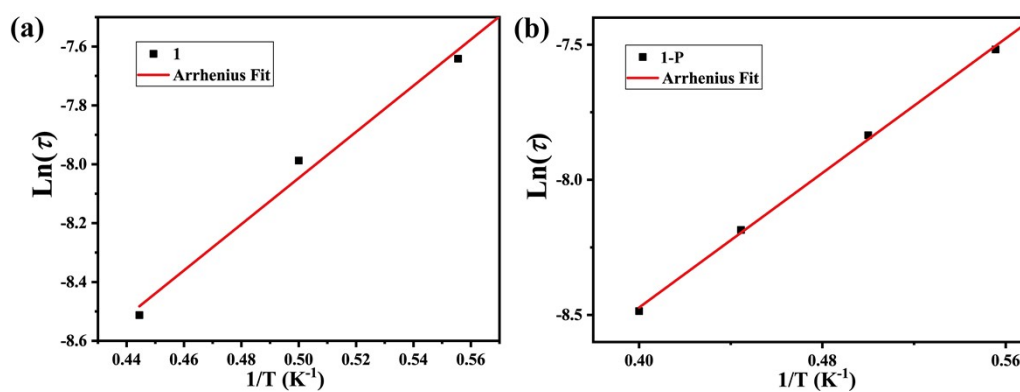 (a)
1
Arrhenius Fit
Ln(τ)
-7.6
-7.8
-8.0
-8.2
-8.4
-8.6
0.44
0.46
0.48
0.50
0.52
0.54
0.56
1/T (K⁻¹)
(b)
1-P
Arrhenius Fit
Ln(τ)
-7.5
-8.0
-8.5
0.40
0.48
0.56
1/T (K⁻¹)